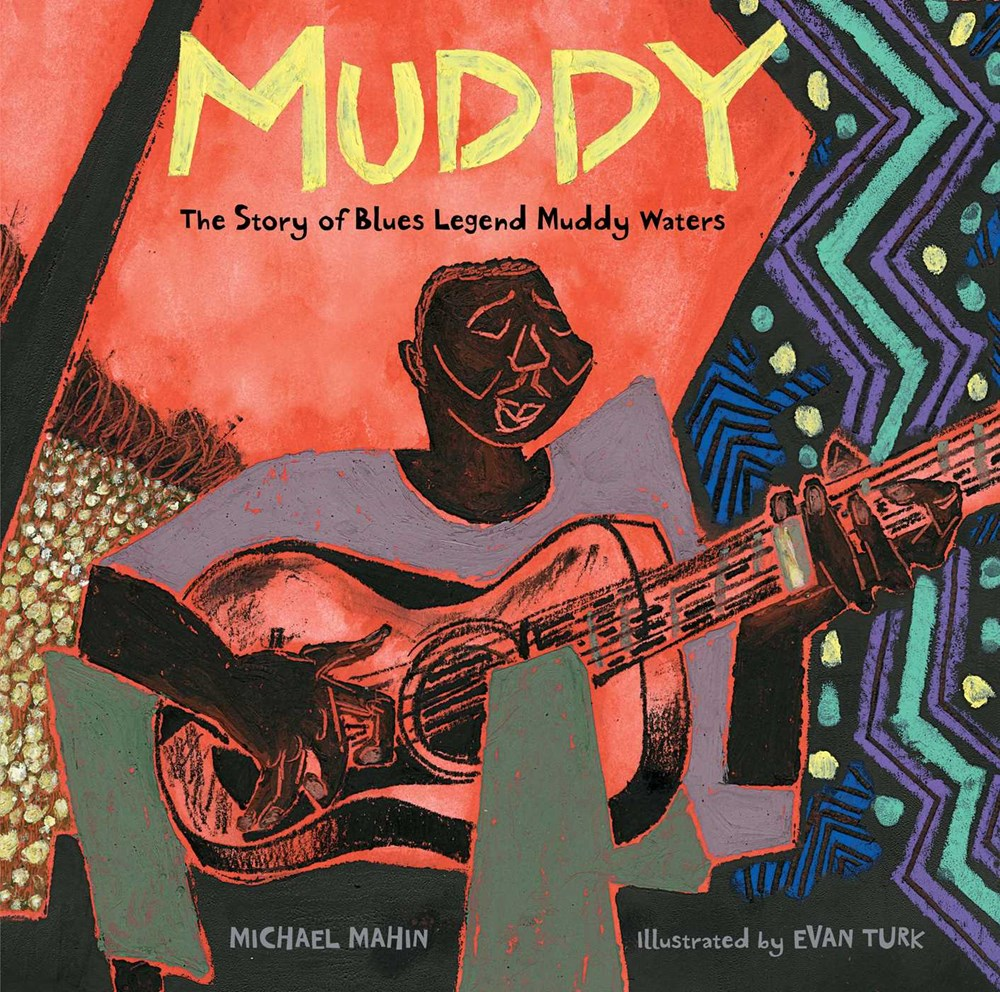 MUDDY
The Story of Blues Legend Muddy Waters
MICHAEL MAHIN
Illustrated by EVAN TURK